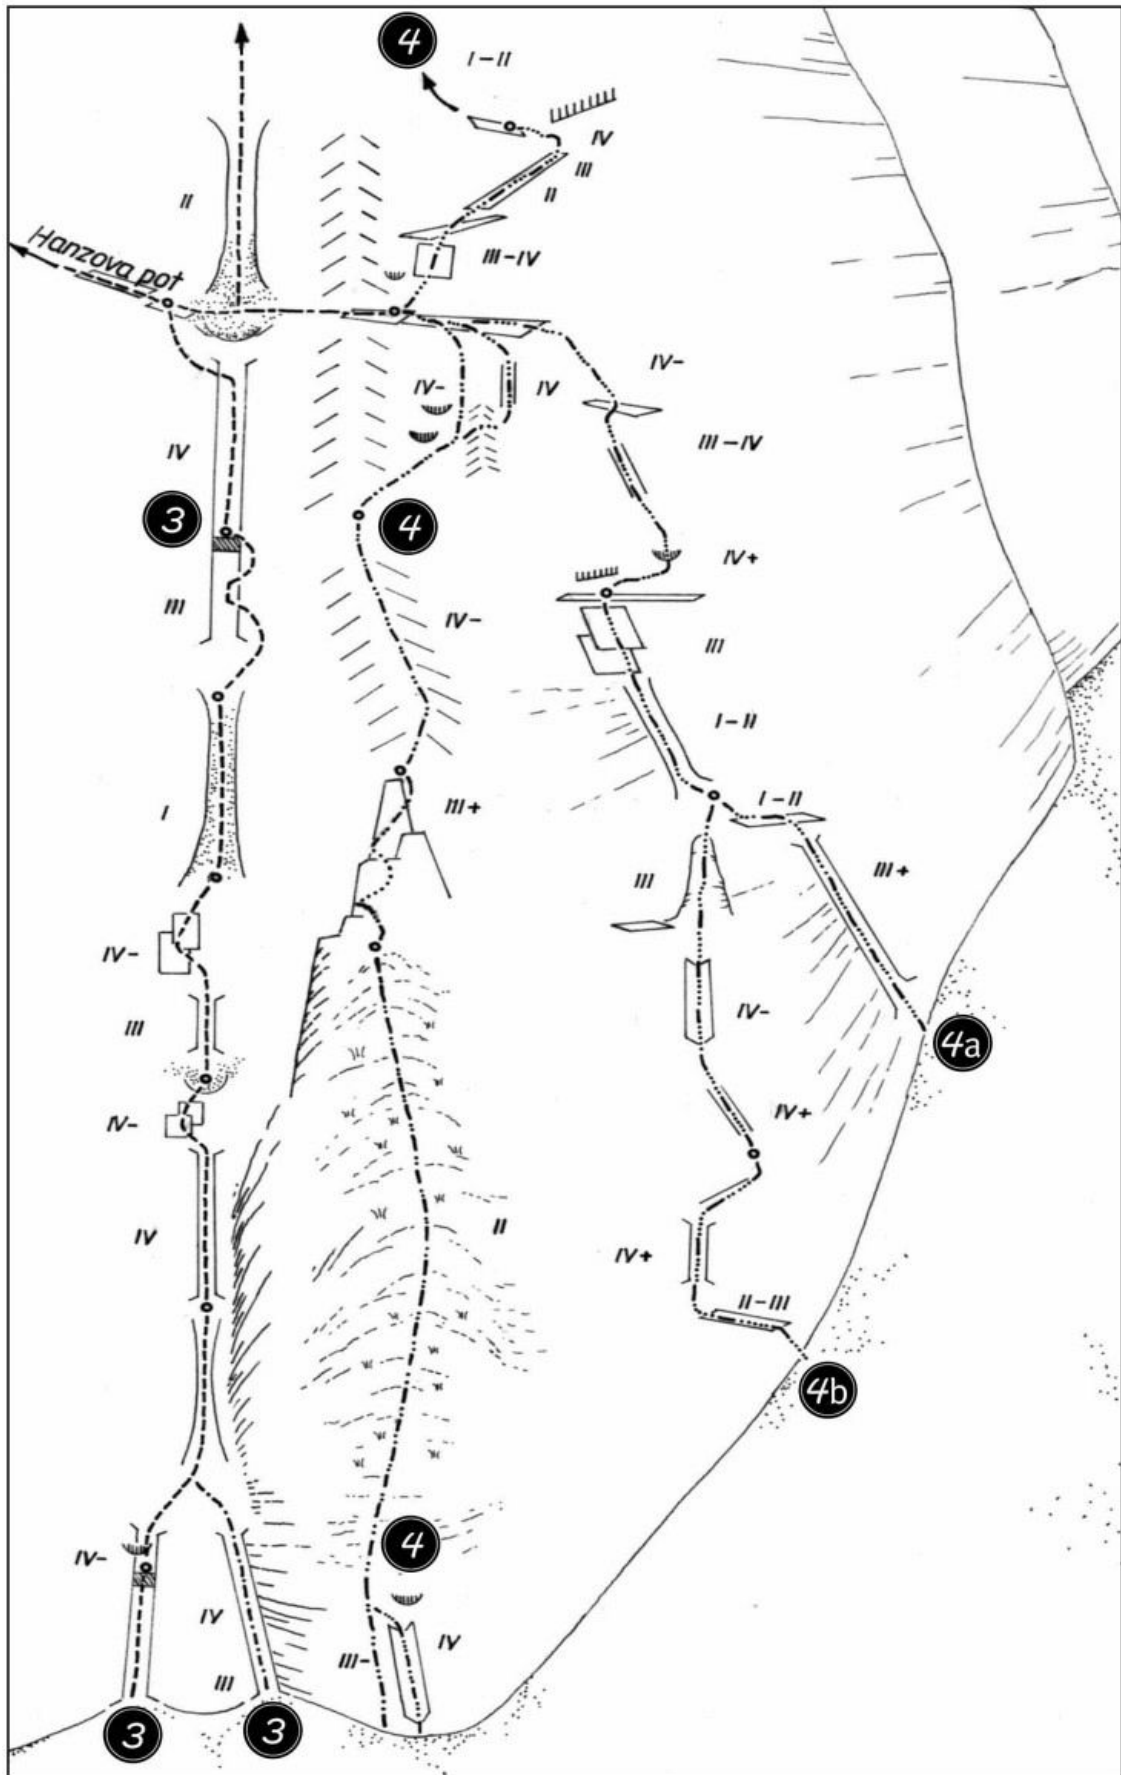 4
I-II
IV
III
II
II
III-IV
Hanzova pot
IV-
IV-
IV
III-IV
IV
3
4
IV+
III
IV-
III
I-II
I-II
III+
I
III
III+
IV-
IV-
III
4a
IV+
IV-
II
IV
IV+
II-III
4b
4
IV-
IV
IV
III-
III
3
3